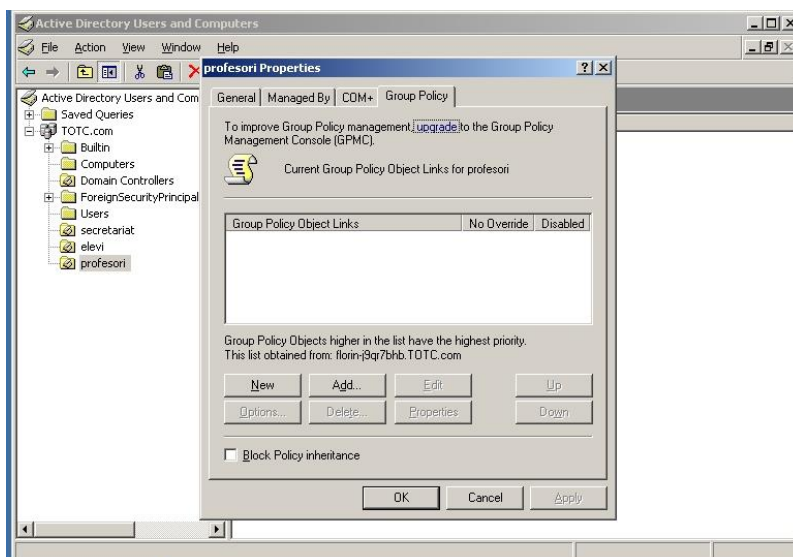 Active Directory Users and Computers
File Action View Window Help
profesori Properties
Active Directory Users and Com
Saved Queries
TOTC.com
Builtin
Computers
Domain Controllers
ForeignSecurityPrincipal
Users
secretariat
elevi
profesori
General Managed By COM+ Group Policy
To improve Group Policy management, upgrade to the Group Policy
Management Console (GPMC).
Current Group Policy Object Links for profesori
Group Policy Object Links No Override Disabled
Group Policy Objects higher in the list have the highest priority.
This list obtained from: florin-j9qr7bhb.TOTC.com
New Add... Edit Up
Options... Delete... Properties Down
Block Policy inheritance
OK Cancel Apply